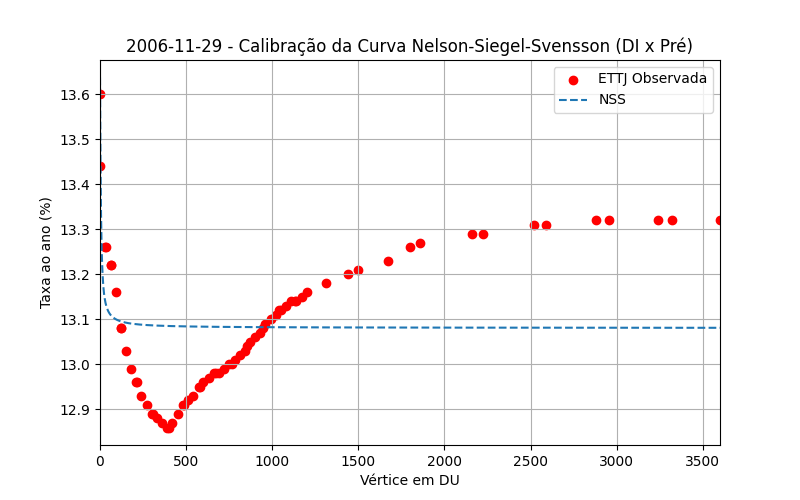 2006-11-29 - Calibração da Curva Nelson-Siegel-Svensson (DI x Pré)
ETTJ Observada
NSS
Taxa ao ano (%)
13.6
13.5
13.4
13.3
13.2
13.1
13.0
12.9
0 500 1000 1500 2000 2500 3000 3500
Vértice em DU